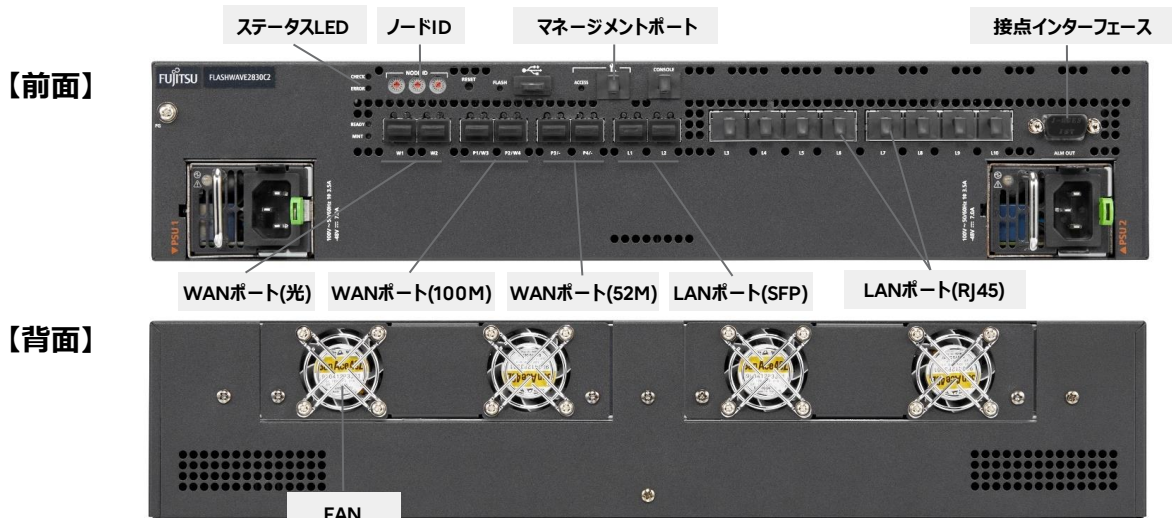 ステータスLED
ノードID
マネージメントポート
接点インターフェース
【前面】
FUJITSU
FLASHWAVE2830C2
CHECK
ERROR
NODE ID
RESET
FLASH
ACCESS
CONSOLE
READY
MNT
FG
W1
W2
P1/W3
P2/W4
P3/-
P4/-
L1
L2
L3
L4
L5
L6
L7
L8
L9
L10
ALM OUT
▼PSU 1
▲PSU 2
WANポート(光)
WANポート(100M)
WANポート(52M)
LANポート(SFP)
LANポート(RJ45)
【背面】
FAN